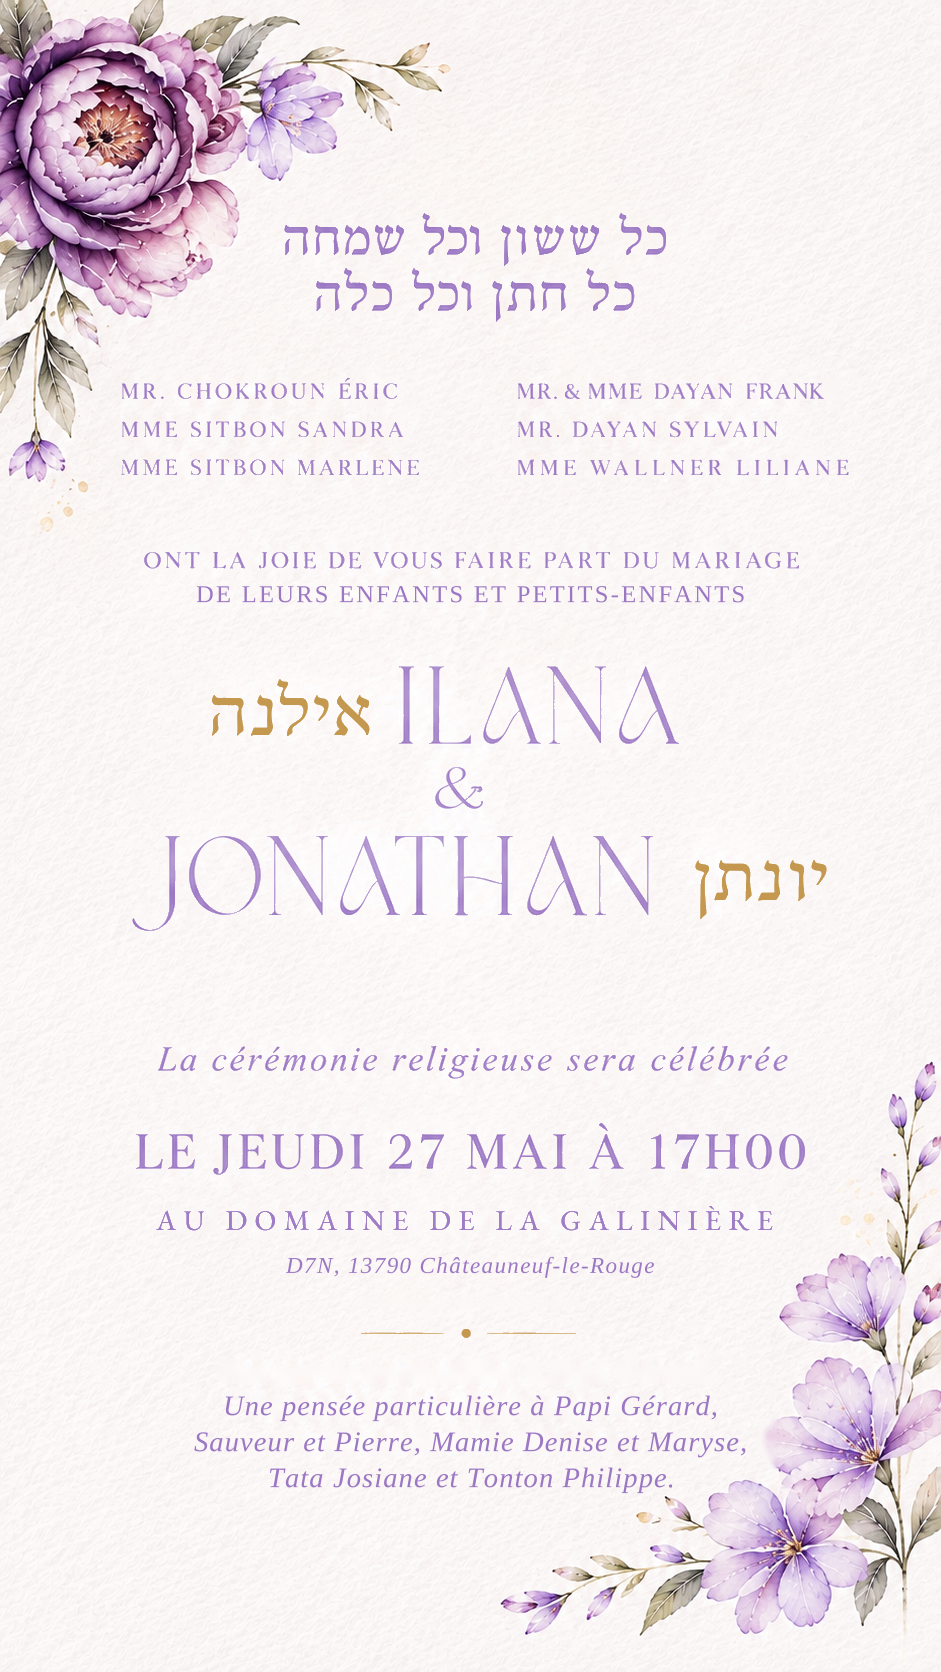 כל ששון וכל שמחה
כל חתן וכל כלה
MR. CHOKROUN ÉRIC
MME SITBON SANDRA
MME SITBON MARLENE
MR. & MME DAYAN FRANK
MR. DAYAN SYLVAIN
MME WALLNER LILIANE
ONT LA JOIE DE VOUS FAIRE PART DU MARIAGE
DE LEURS ENFANTS ET PETITS-ENFANTS
אילנה ILANA
&
JONATHAN יונתן
La cérémonie religieuse sera célébrée
LE JEUDI 27 MAI À 17H00
AU DOMAINE DE LA GALINIÈRE
D7N, 13790 Châteauneuf-le-Rouge
Une pensée particulière à Papi Gérard,
Sauveur et Pierre, Mamie Denise et Maryse,
Tata Josiane et Tonton Philippe.